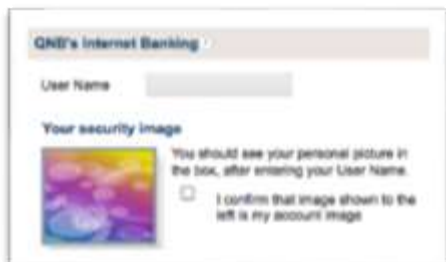 QNB's Internet Banking
User Name
Your security image
You should see your personal picture in
the box, after entering your User Name.
I confirm that image shown to the
left is my account image